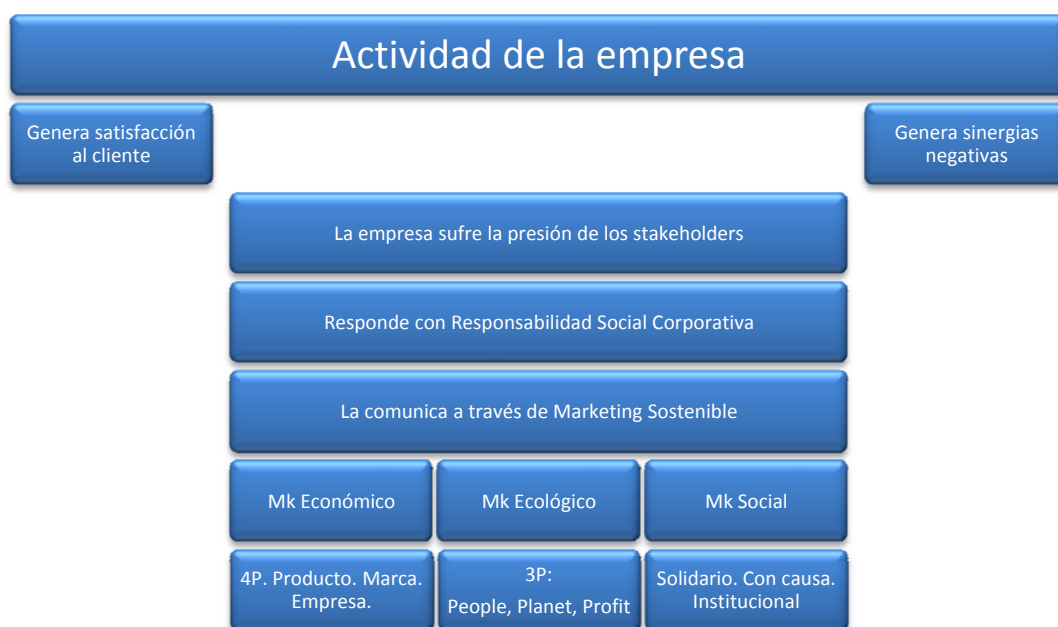 Actividad de la empresa
Genera satisfacción
al cliente
Genera sinergias
negativas
La empresa sufre la presión de los stakeholders
Responde con Responsabilidad Social Corporativa
La comunica a través de Marketing Sostenible
Mk Económico
Mk Ecológico
Mk Social
4P. Producto. Marca.
Empresa.
3P:
People, Planet, Profit
Solidario. Con causa.
Institucional